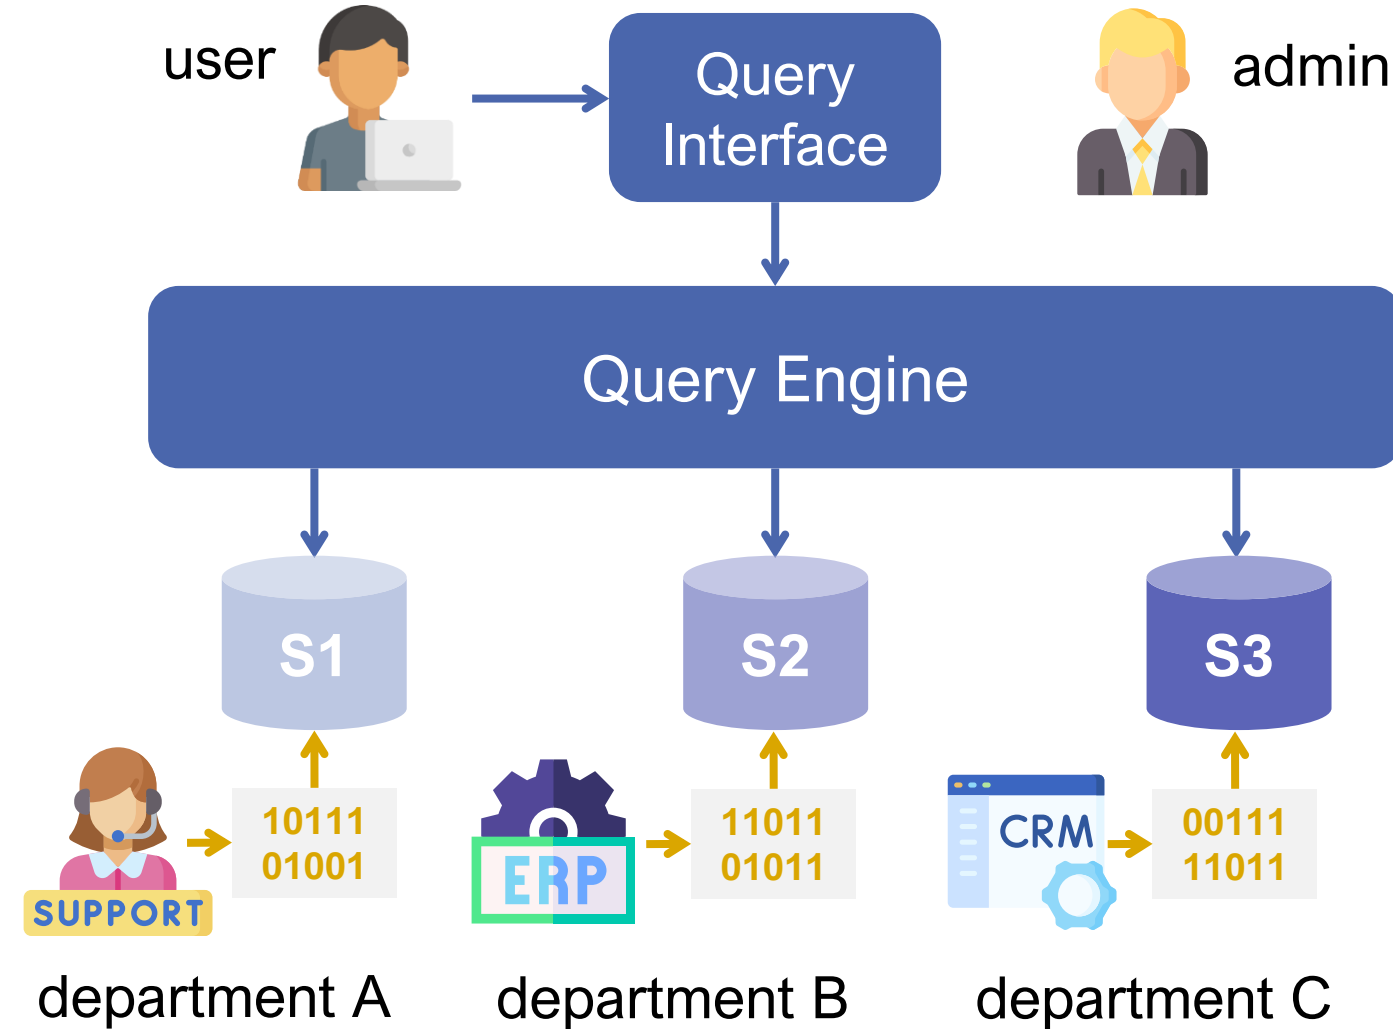 user
Query
Interface
admin
Query Engine
S1
S2
S3
10111
01001
SUPPORT
11011
01011
ERP
CRM
00111
11011
department A
department B
department C